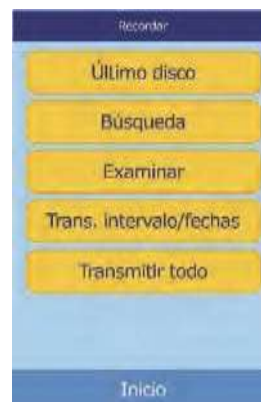 Recordar
Último disco
Búsqueda
Examinar
Trans. intervalo/fechas
Transmitir todo
Inicio